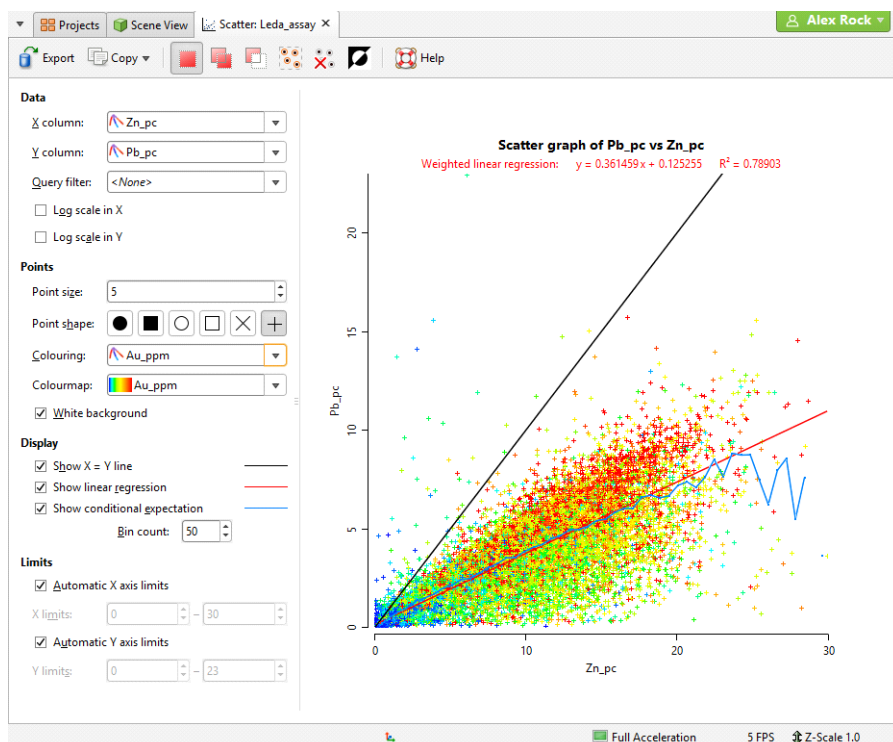 Projects Scene View Scatter: Leda_assay × Alex Rock
Export Copy Help
Data
X column: Zn_pc
Y column: Pb_pc
Query filter: <None>
Log scale in X
Log scale in Y
Points
Point size: 5
Point shape:
Colouring: Au_ppm
Colourmap: Au_ppm
White background
Display
Show X = Y line
Show linear regression
Show conditional expectation
Bin count: 50
Limits
Automatic X axis limits
X limits: 0 – 30
Automatic Y axis limits
Y limits: 0 – 23
Scatter graph of Pb_pc vs Zn_pc
Weighted linear regression: y = 0.361459x + 0.125255 R² = 0.78903
20
15
Pb_pc
10
5
0
0 10 20 30
Zn_pc
Full Acceleration 5 FPS Z-Scale 1.0